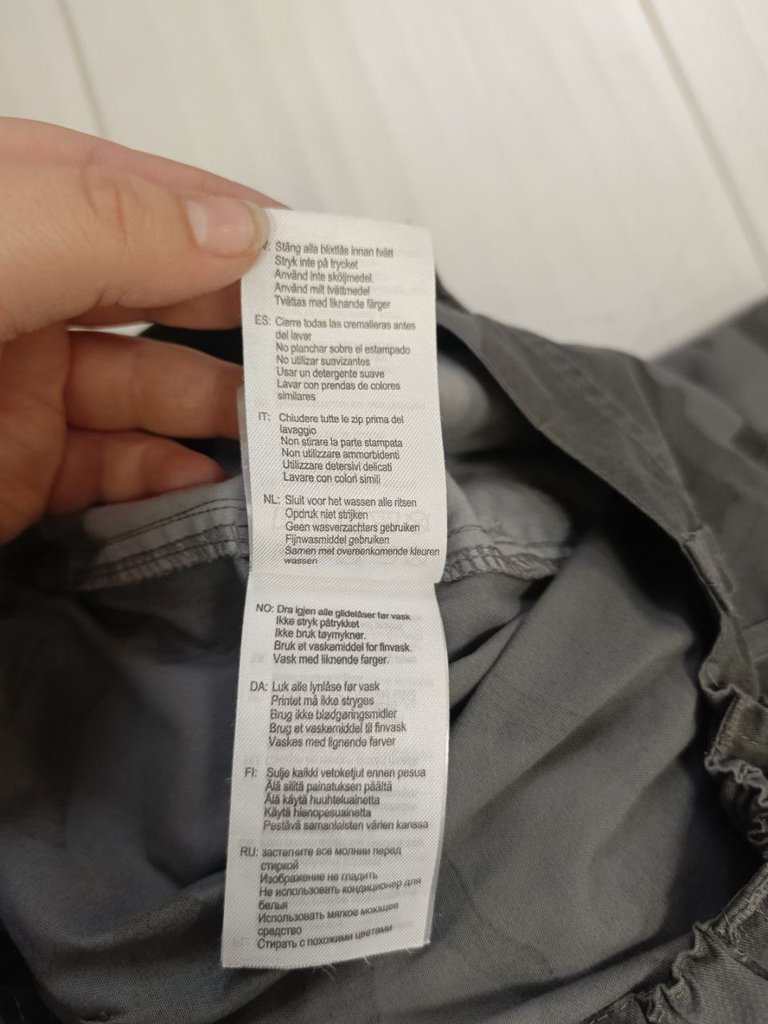 V: Stäng alla blixtlås innan tvätt
Stryk inte på trycket
Använd inte sköljmedel.
Använd milt tvättmedel
Tvättas med liknande färger
ES: Cierre todas las cremalleras antes
del lavar
No planchar sobre el estampado
No utilizar suavizantes
Usar un detergente suave
Lavar con prendas de colores
similares
IT: Chiudere tutte le zip prima del
lavaggio
Non stirare la parte stampata
Non utilizzare ammorbidenti
Utilizzare detersivi delicati
Lavare con colori simili
NL: Sluit voor het wassen alle ritsen
Opdruk niet strijken
Geen wasverzachters gebruiken
Fijnwasmiddel gebruiken
Samen met overeenkomende kleuren
wassen
NO: Dra igjen alle glidelåser før vask
Ikke stryk påtrykket
Ikke bruk tøymykner.
Bruk et vaskemiddel for finvask.
Vask med liknende farger.
DA: Luk alle lynlåse før vask
Printet må ikke stryges
Brug ikke blødgøringsmidler
Brug et vaskemiddel til finvask
Vaskes med lignende farver
FI: Sulje kaikki vetoketjut ennen pesua
Älä silitä painatuksen päältä
Älä käytä huuhteluainetta
Käytä hienopesuainetta
Pestävä samanlaisten värien kanssa
RU: застегните все молнии перед
стиркой
Изображение не гладить
Не использовать кондиционер для
белья
Использовать мягкое моющее
средство
Стирать с похожими цветами